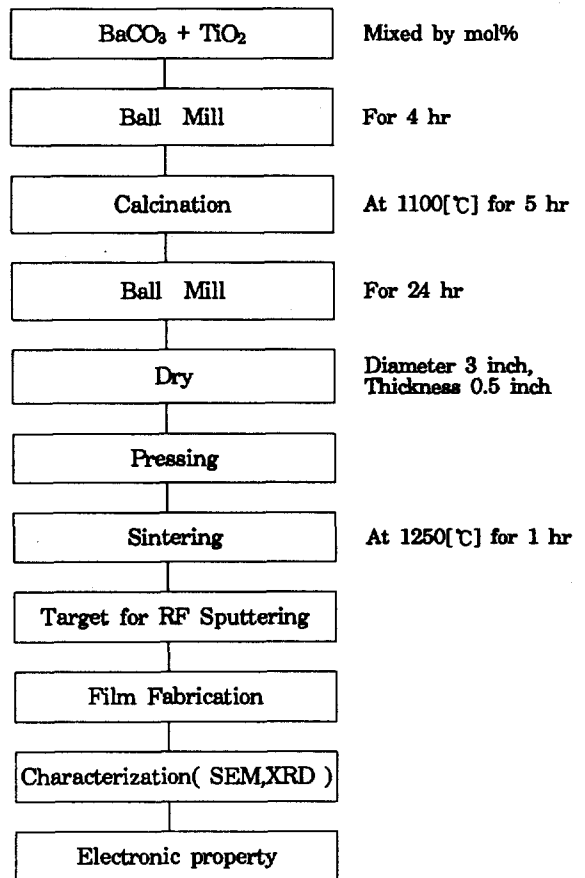 BaCO₃ + TiO₂ Mixed by mol%
Ball Mill For 4 hr
Calcination At 1100[℃] for 5 hr
Ball Mill For 24 hr
Dry Diameter 3 inch,
Thickness 0.5 inch
Pressing
Sintering At 1250[℃] for 1 hr
Target for RF Sputtering
Film Fabrication
Characterization( SEM,XRD )
Electronic property